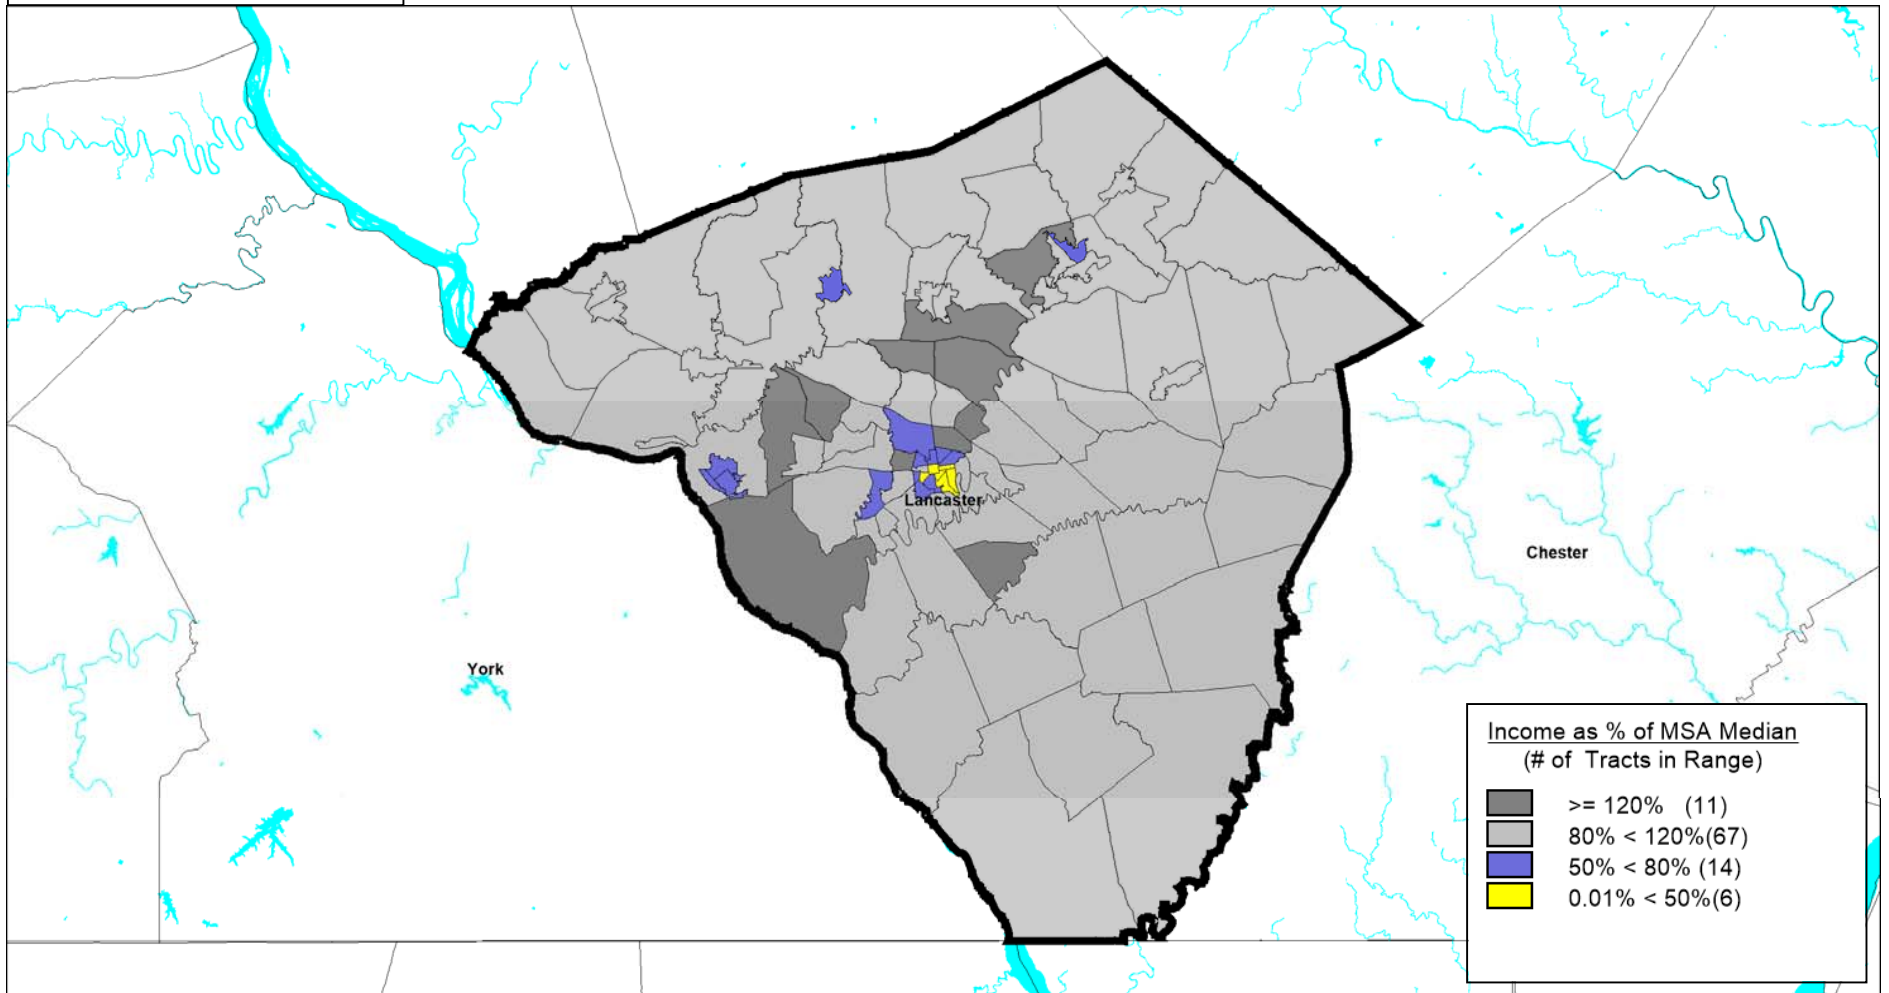 Lancaster
Chester
York
Income as % of MSA Median
(# of Tracts in Range)
>= 120% (11)
80% < 120%(67)
50% < 80% (14)
0.01% < 50%(6)